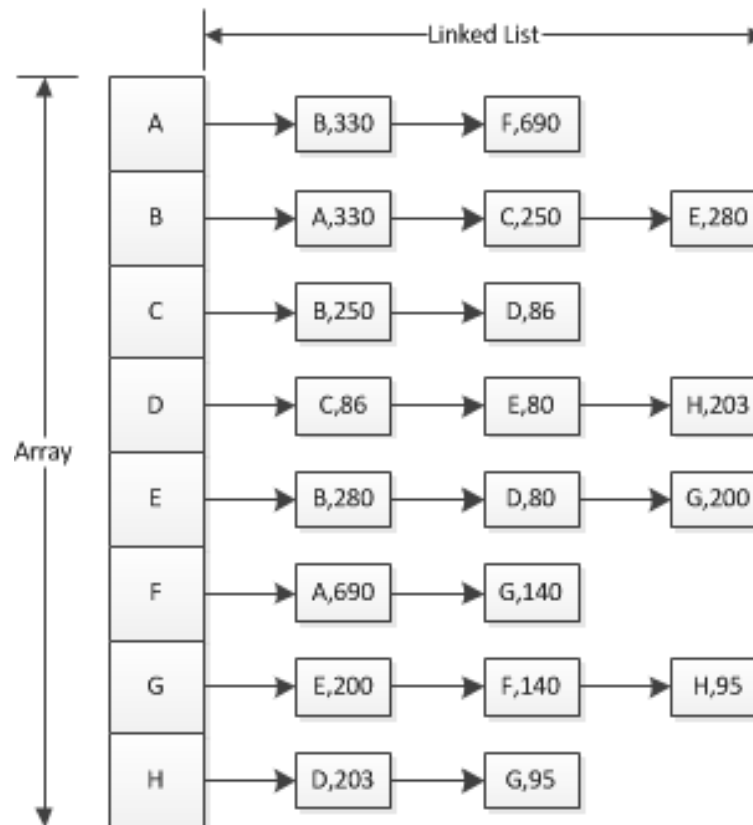 Linked List
A
B,330
F,690
B
A,330
C,250
E,280
C
B,250
D,86
D
C,86
E,80
H,203
Array
E
B,280
D,80
G,200
F
A,690
G,140
G
E,200
F,140
H,95
H
D,203
G,95